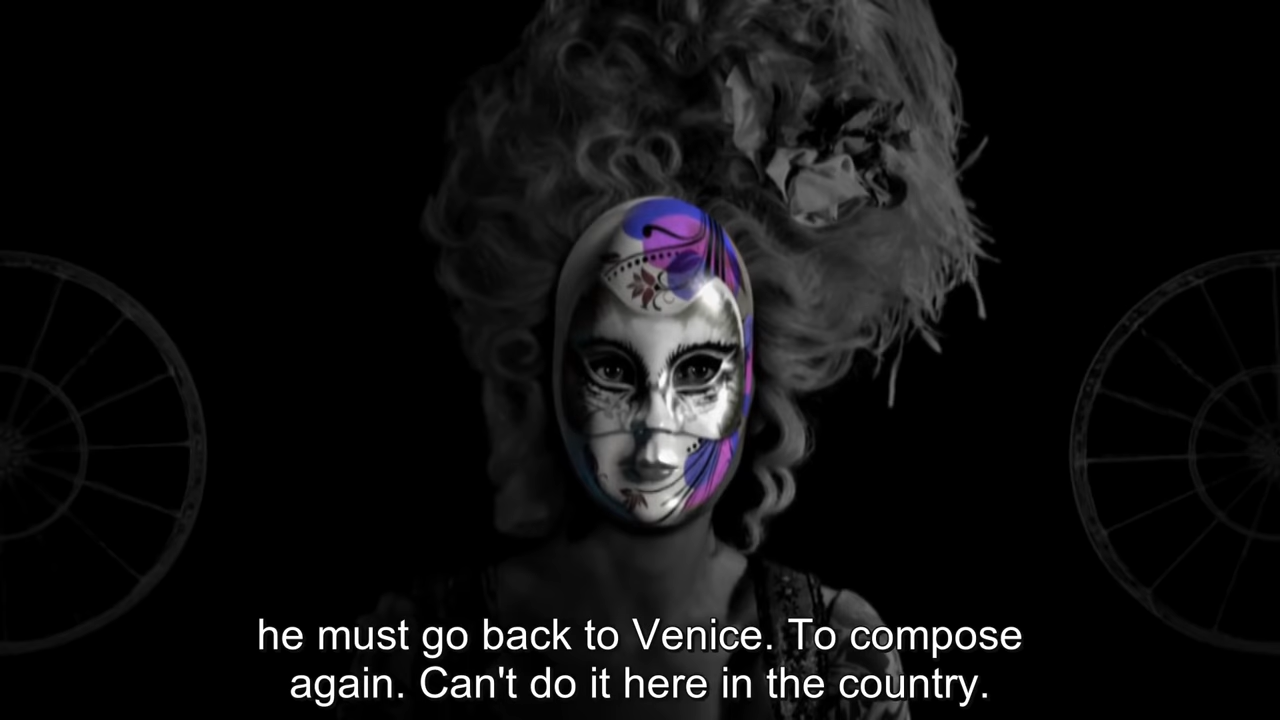 he must go back to Venice. To compose
again. Can't do it here in the country.